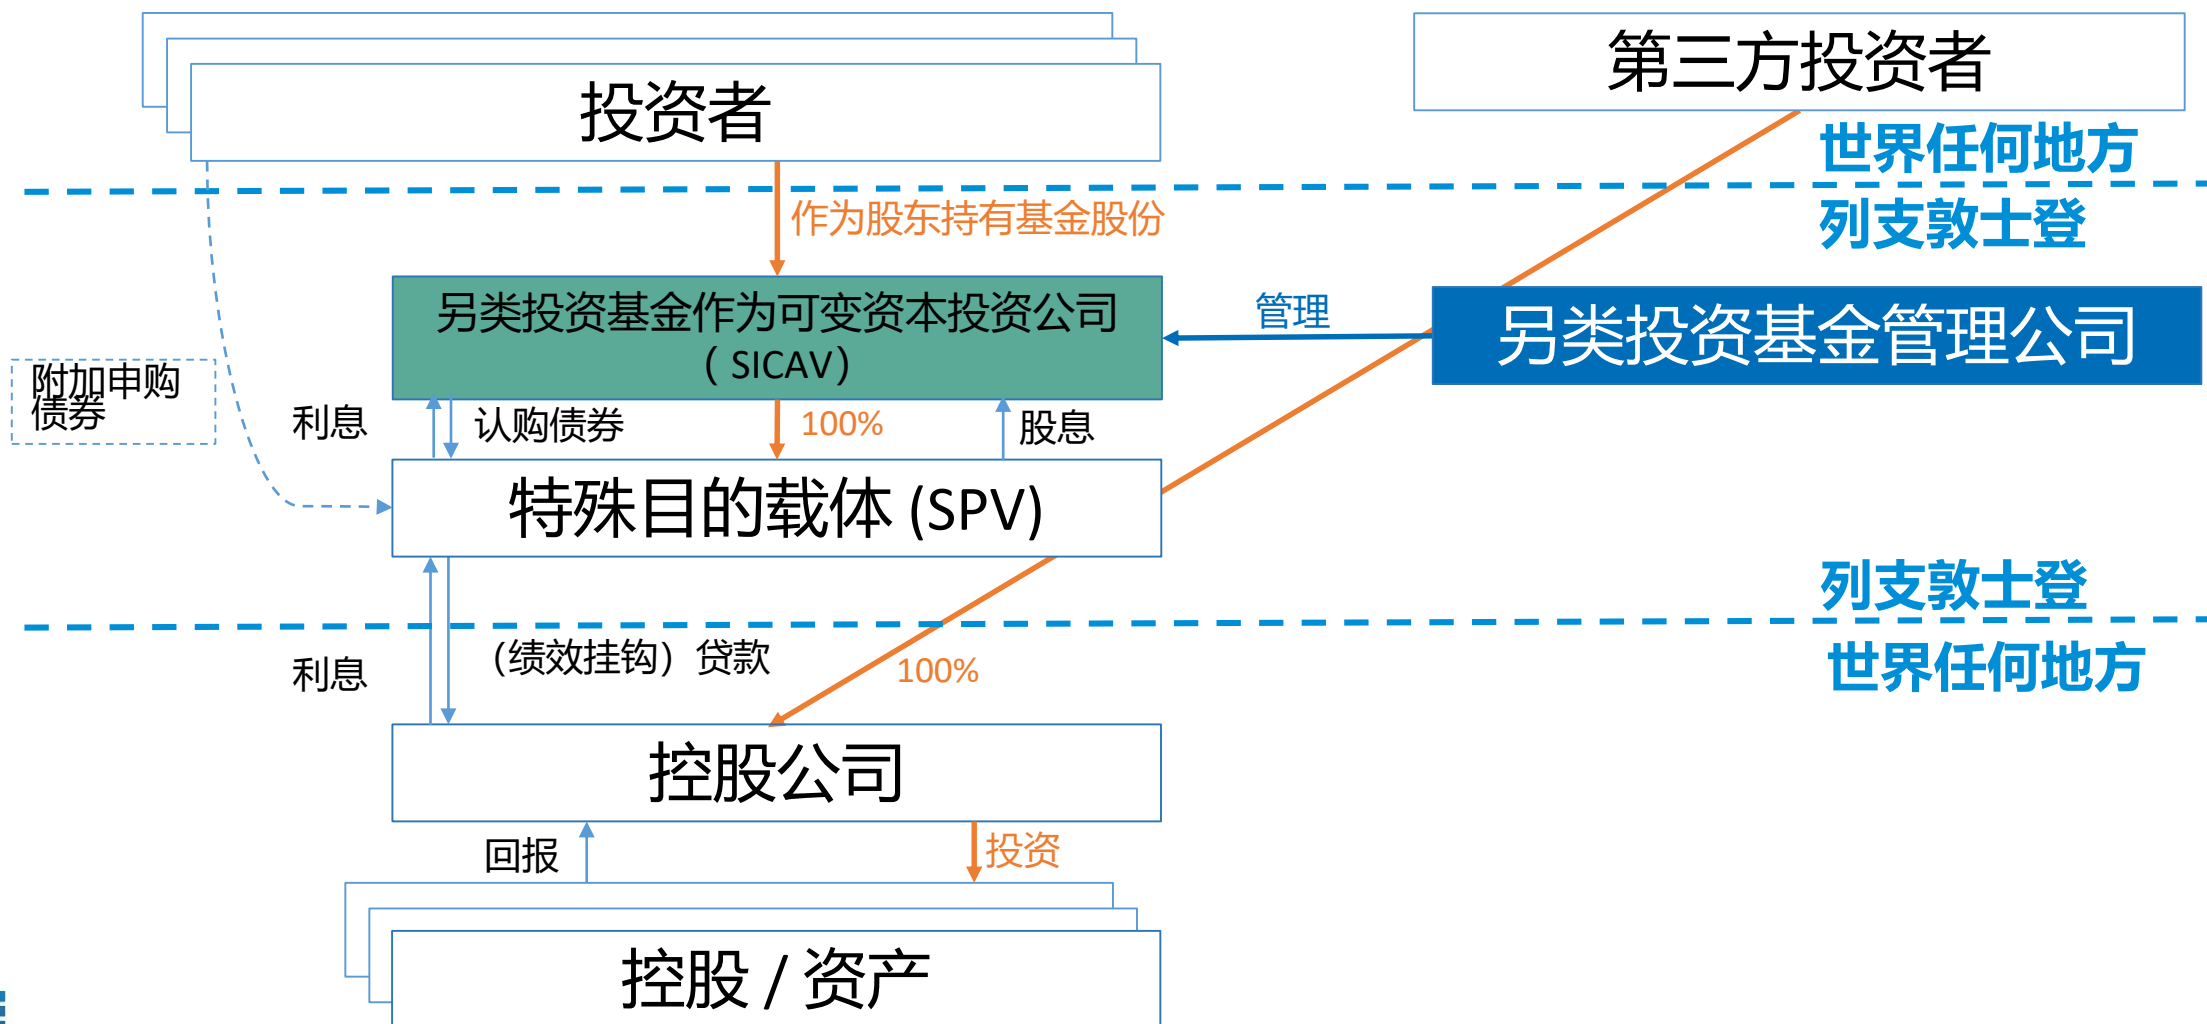 投资者
第三方投资者
世界任何地方
作为股东持有基金股份
列支敦士登
另类投资基金作为可变资本投资公司
( SICAV)
管理
另类投资基金管理公司
附加申购
债券
利息
认购债券
100%
股息
特殊目的载体 (SPV)
列支敦士登
利息
(绩效挂钩) 贷款
100%
世界任何地方
控股公司
回报
投资
控股 / 资产